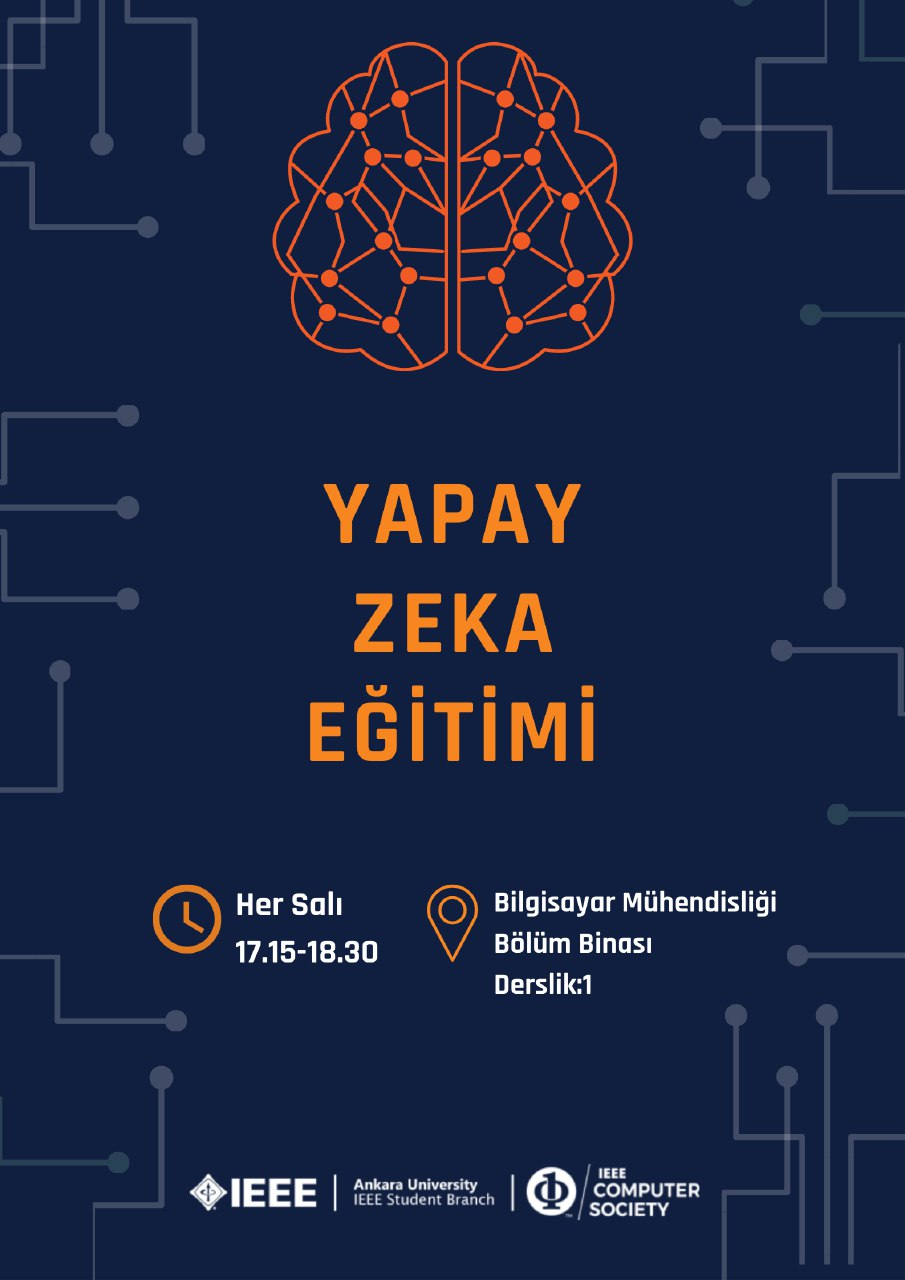 YAPAY
ZEKA
EĞİTİMİ
Her Salı
17.15-18.30
Bilgisayar Mühendisliği
Bölüm Binası
Derslik:1
IEEE
Ankara University
IEEE Student Branch
IEEE
COMPUTER
SOCIETY